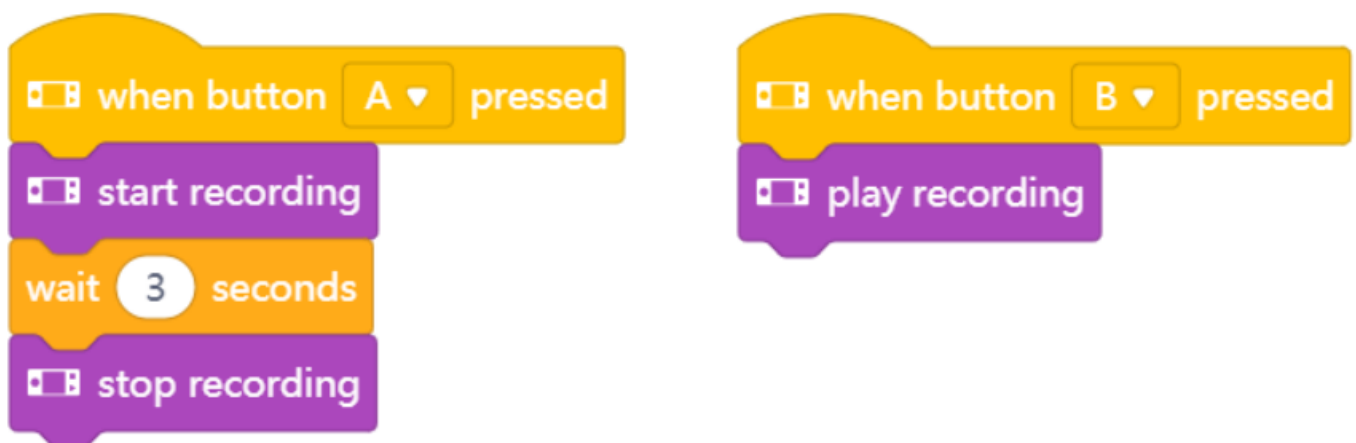 when button A pressed
start recording
wait 3 seconds
stop recording
when button B pressed
play recording